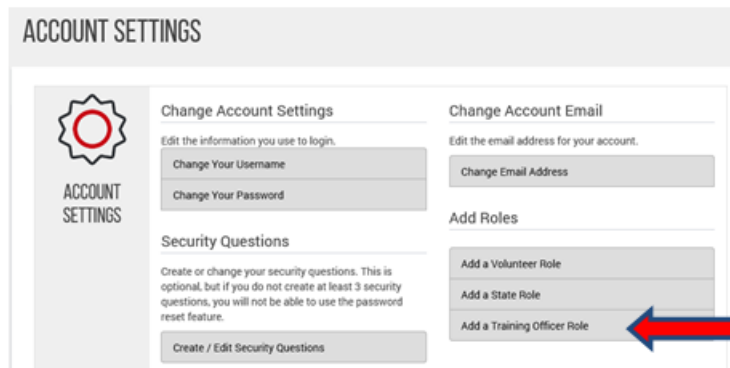 ACCOUNT SETTINGS
ACCOUNT
SETTINGS
Change Account Settings
Edit the information you use to login.
Change Your Username
Change Your Password
Security Questions
Create or change your security questions. This is
optional, but if you do not create at least 3 security
questions, you will not be able to use the password
reset feature.
Create / Edit Security Questions
Change Account Email
Edit the email address for your account.
Change Email Address
Add Roles
Add a Volunteer Role
Add a State Role
Add a Training Officer Role